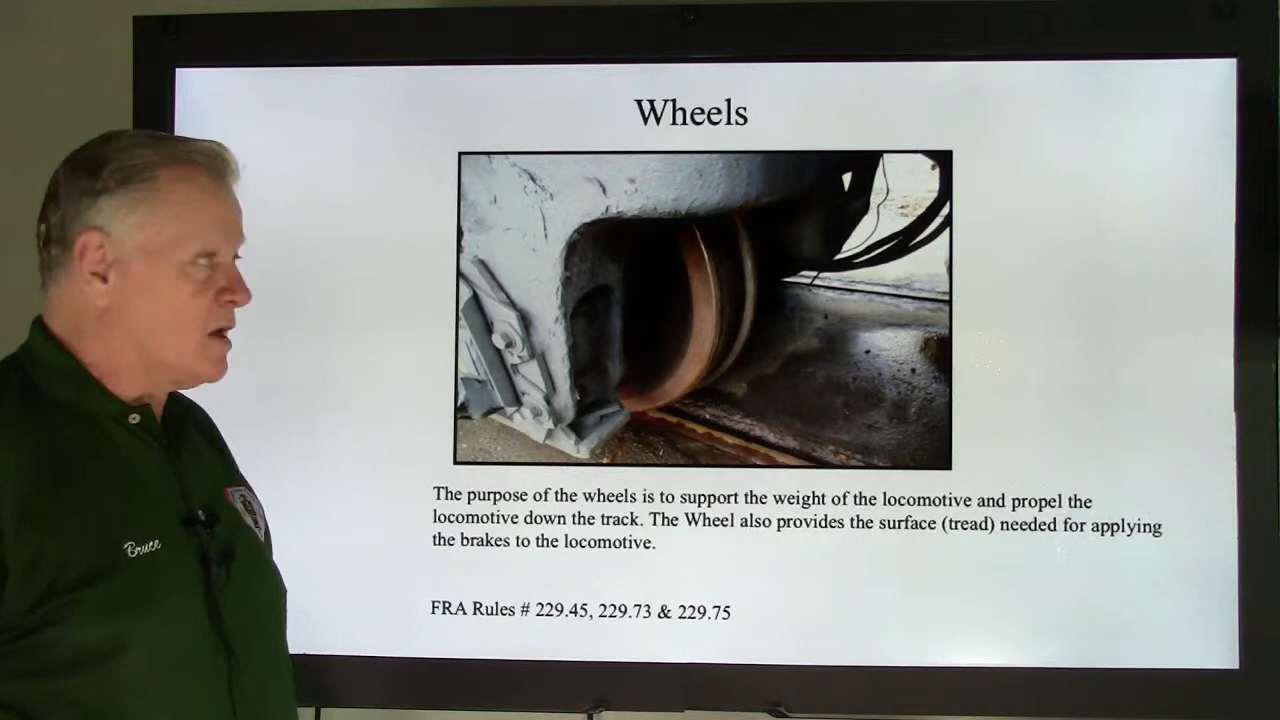 Wheels
The purpose of the wheels is to support the weight of the locomotive and propel the
locomotive down the track. The Wheel also provides the surface (tread) needed for applying
the brakes to the locomotive.
FRA Rules # 229.45, 229.73 & 229.75
Bruce